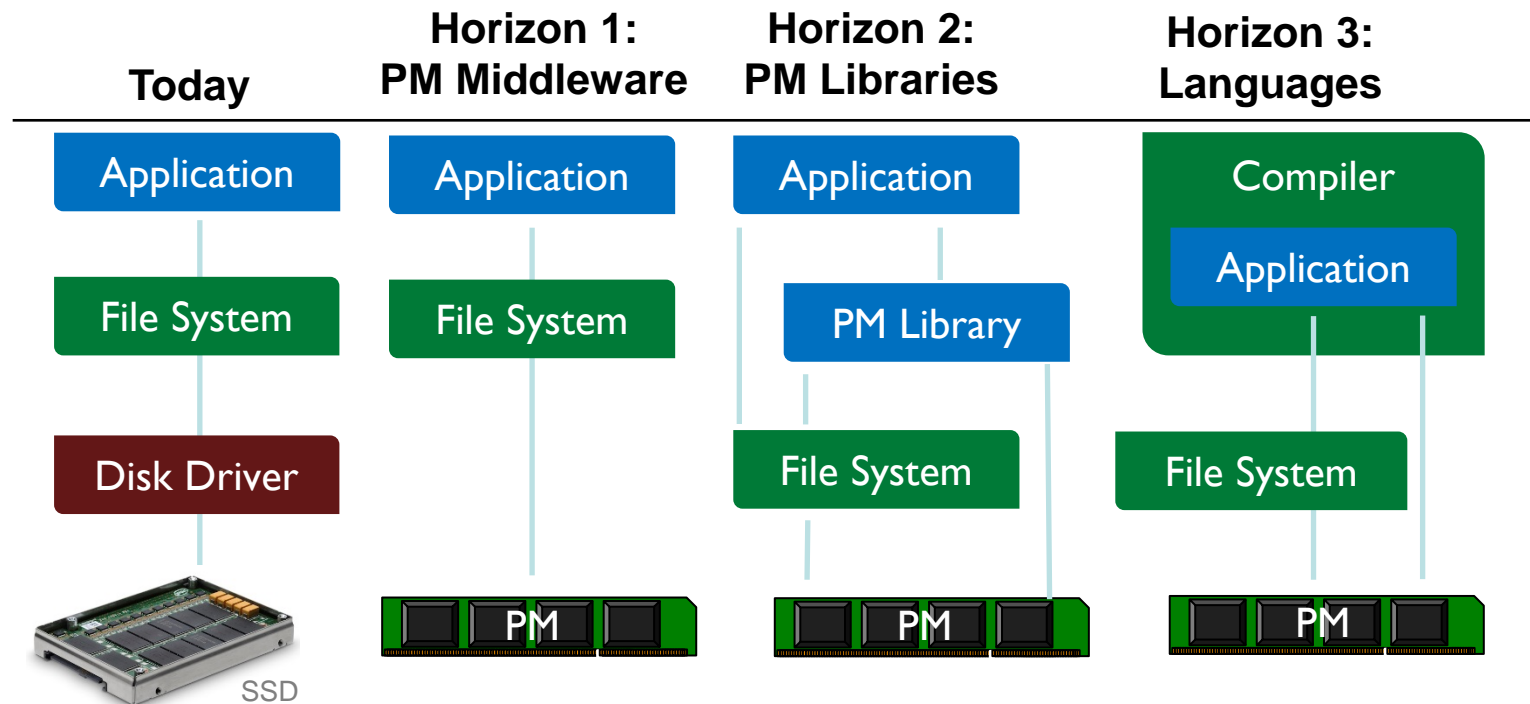 Today
Horizon 1:
PM Middleware
Horizon 2:
PM Libraries
Horizon 3:
Languages
Application
File System
Disk Driver
SSD
Application
File System
PM
Application
PM Library
File System
PM
Compiler
Application
File System
PM